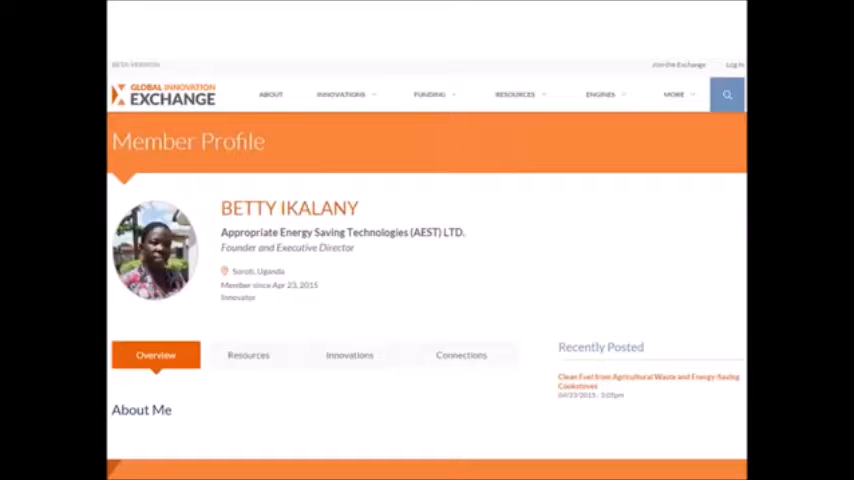 BETA VERSION
Join the Exchange Log In
GLOBAL INNOVATION
EXCHANGE
ABOUT INNOVATIONS FUNDING RESOURCES ENGINES MORE
Member Profile
BETTY IKALANY
Appropriate Energy Saving Technologies (AEST) LTD.
Founder and Executive Director
Soroti, Uganda
Member since Apr 23, 2015
Innovator
Overview Resources Innovations Connections
Recently Posted
Clean Fuel from Agricultural Waste and Energy-Saving
Cookstoves
04/23/2015 - 3:05pm
About Me